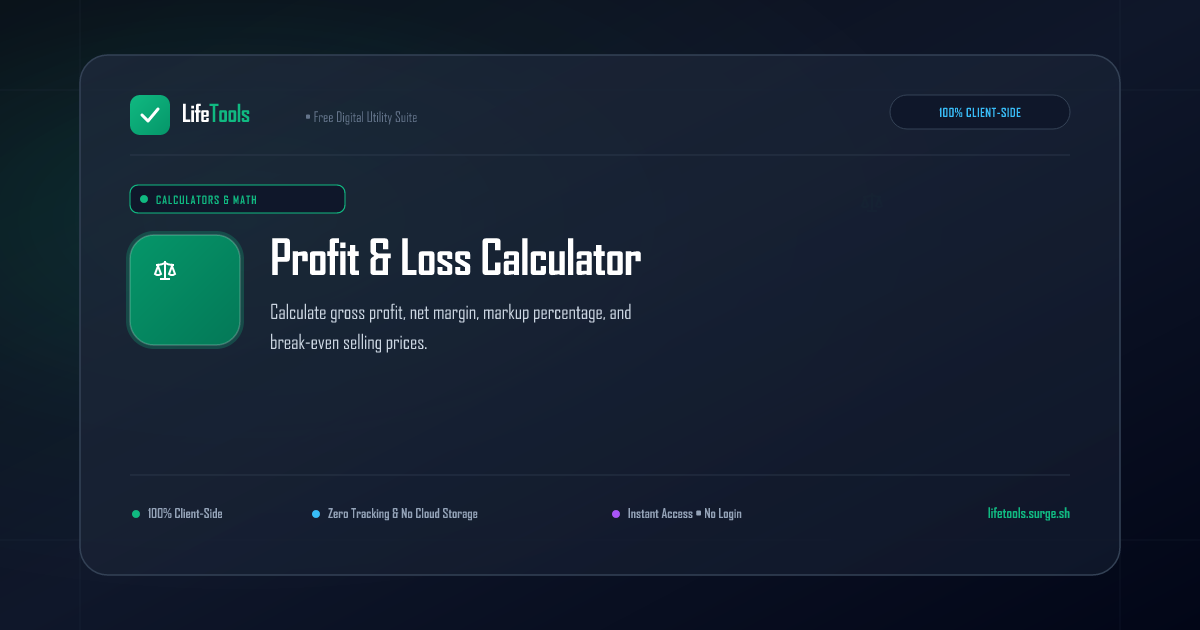 LifeTools
▪ Free Digital Utility Suite
100% CLIENT-SIDE
CALCULATORS & MATH
Profit & Loss Calculator
Calculate gross profit, net margin, markup percentage, and
break-even selling prices.
100% Client-Side
Zero Tracking & No Cloud Storage
Instant Access ▪ No Login
lifetools.surge.sh